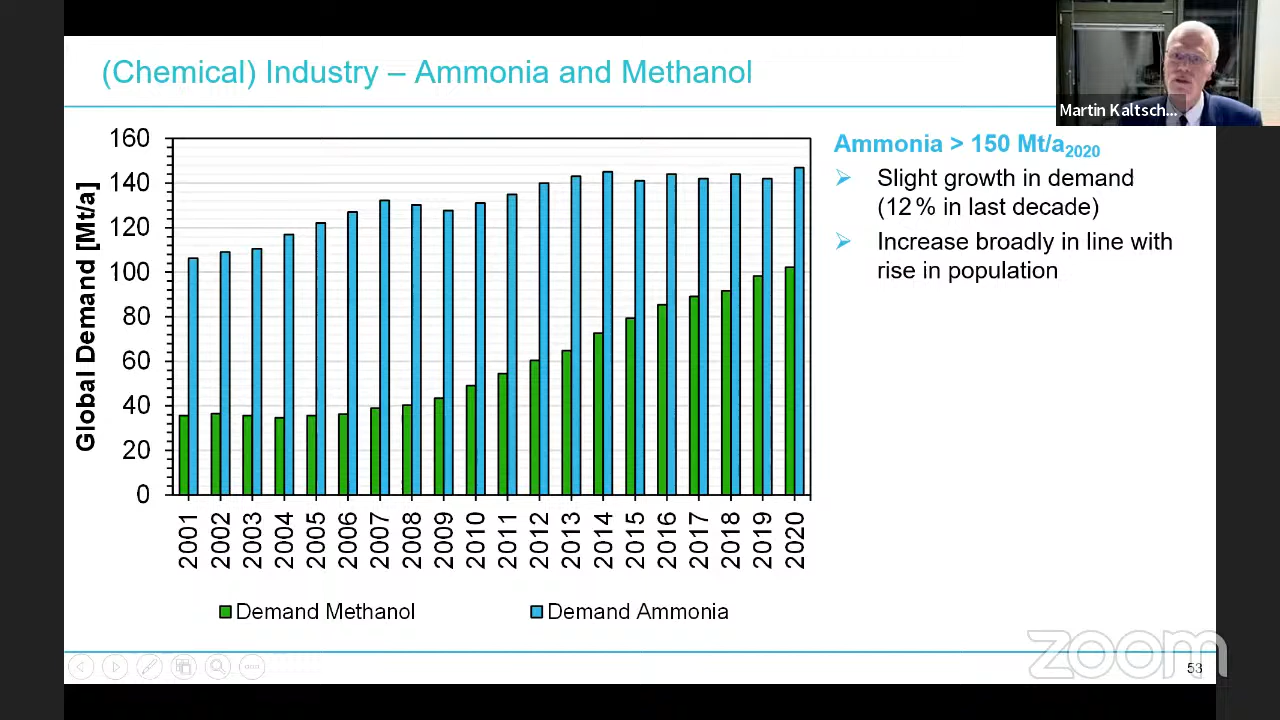 (Chemical) Industry – Ammonia and Methanol
Martin Kaltsch...
160
140
120
100
80
60
40
20
0
Global Demand [Mt/a]
2001 2002 2003 2004 2005 2006 2007 2008 2009 2010 2011 2012 2013 2014 2015 2016 2017 2018 2019 2020
Demand Methanol Demand Ammonia
Ammonia > 150 Mt/a2020
Slight growth in demand
(12 % in last decade)
Increase broadly in line with
rise in population
zoom
53